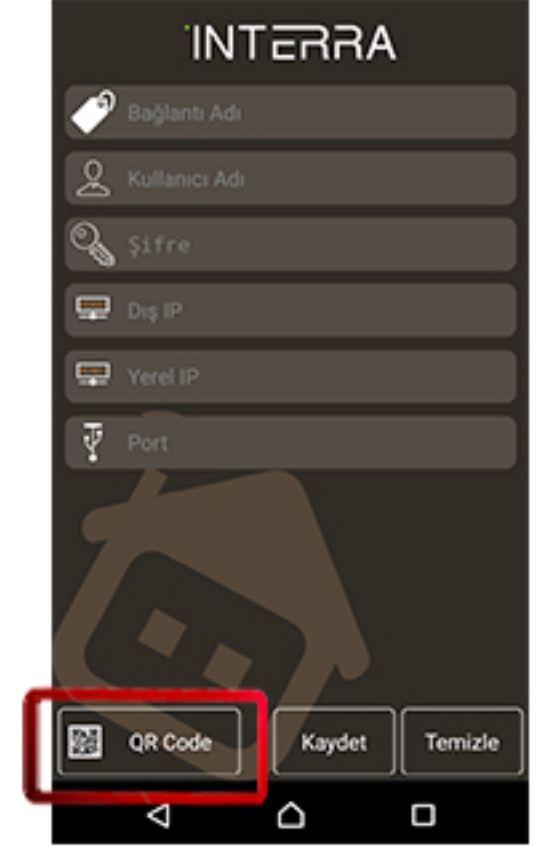 INTERRA
Bağlantı Adı
Kullanıcı Adı
Şifre
Dış IP
Yerel IP
Port
QR Code Kaydet Temizle